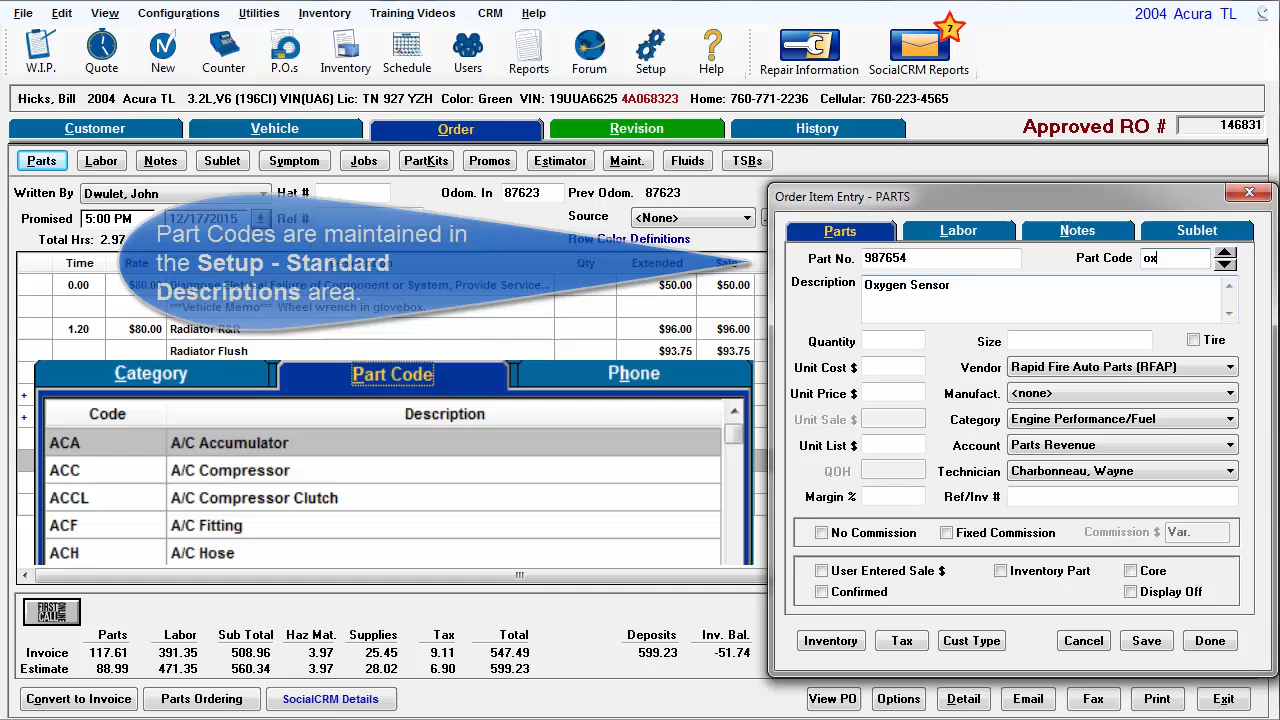 File Edit View Configurations Utilities Inventory Training Videos CRM Help 2004 Acura TL
W.I.P. Quote New Counter P.O.s Inventory Schedule Users Reports Forum Setup Help Repair Information SocialCRM Reports 7
Hicks, Bill 2004 Acura TL 3.2L,V6 (196CI) VIN(UA6) Lic: TN 927 YZH Color: Green VIN: 19UUA6625 4A068323 Home: 760-771-2236 Cellular: 760-223-4565
Customer Vehicle Order Revision History Approved RO # 146831
Parts Labor Notes Sublet Symptom Jobs PartKits Promos Estimator Maint. Fluids TSBs
Written By Dwulet, John Hat # Odom. In 87623 Prev Odom. 87623
Promised 5:00 PM 12/17/2015 Ref # Source <None>
Total Hrs: 2.97 Row Color Definitions
Part Codes are maintained in
the Setup - Standard
Descriptions area.
Time Rate Qty Extended Sale
0.00 $80.00 Diagnose Electrical Failure of Component or System, Provide Service... $50.00 $50.00
***Vehicle Memo** Wheel wrench in glovebox.
1.20 $80.00 Radiator R&R $96.00 $96.00
Radiator Flush $93.75 $93.75
Category Part Code Phone
Code Description
ACA A/C Accumulator
ACC A/C Compressor
ACCL A/C Compressor Clutch
ACF A/C Fitting
ACH A/C Hose
FIRST CALL
Parts Labor Sub Total Haz Mat. Supplies Tax Total Deposits Inv. Bal.
Invoice 117.61 391.35 508.96 3.97 25.45 9.11 547.49 599.23 -51.74
Estimate 88.99 471.35 560.34 3.97 28.02 6.90 599.23
Convert to Invoice Parts Ordering SocialCRM Details View PO Options Detail Email Fax Print Exit
Order Item Entry - PARTS
Parts Labor Notes Sublet
Part No. 987654 Part Code ox
Description Oxygen Sensor
Quantity Size Tire
Unit Cost $ Vendor Rapid Fire Auto Parts (RFAP)
Unit Price $ Manufact. <none>
Unit Sale $ Category Engine Performance/Fuel
Unit List $ Account Parts Revenue
QOH Technician Charbonneau, Wayne
Margin % Ref/Inv #
No Commission Fixed Commission Commission $ Var.
User Entered Sale $ Inventory Part Core
Confirmed Display Off
Inventory Tax Cust Type Cancel Save Done